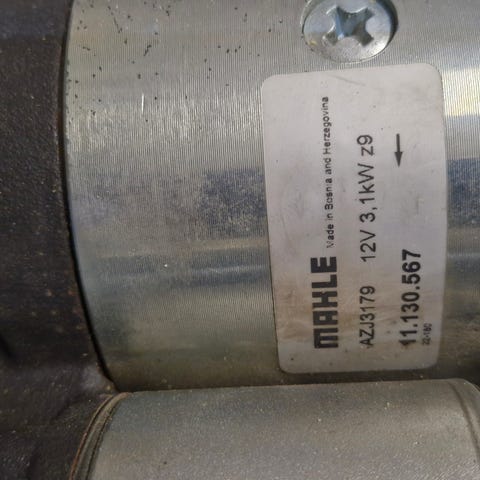 MAHLE Made in Bosnia and Herzegovina
AZJ3179 12V 3,1kW z9
11.130.567
22-180